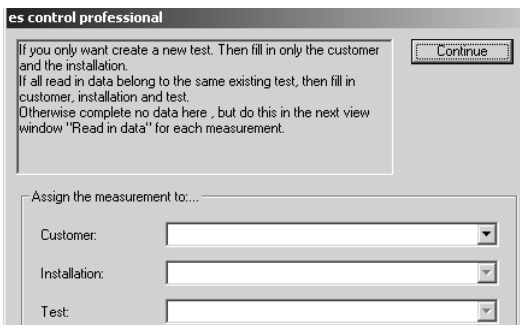 es control professional
If you only want create a new test. Then fill in only the customer
and the installation.
If all read in data belong to the same existing test, then fill in
customer, installation and test.
Otherwise complete no data here , but do this in the next view
window "Read in data" for each measurement.
Continue
Assign the measurement to:...
Customer:
Installation:
Test: